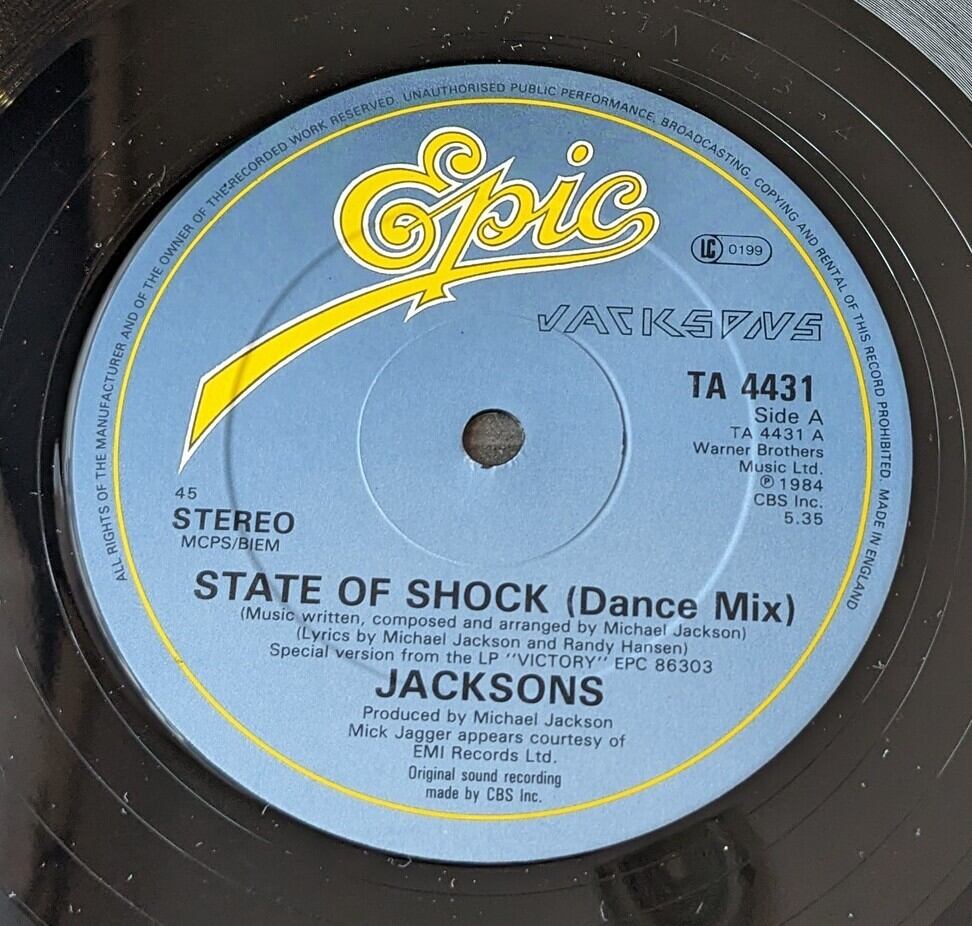 ALL RIGHTS OF THE MANUFACTURER AND OF THE OWNER OF THE RECORDED WORK RESERVED. UNAUTHORISED PUBLIC PERFORMANCE, BROADCASTING, COPYING AND RENTAL OF THIS RECORD PROHIBITED. MADE IN ENGLAND
Epic
LC 0199
JACKSONS
TA 4431
Side A
TA 4431 A
Warner Brothers
Music Ltd.
℗ 1984
CBS Inc.
5.35
45
STEREO
MCPS/BIEM
STATE OF SHOCK (Dance Mix)
(Music written, composed and arranged by Michael Jackson)
(Lyrics by Michael Jackson and Randy Hansen)
Special version from the LP "VICTORY" EPC 86303
JACKSONS
Produced by Michael Jackson
Mick Jagger appears courtesy of
EMI Records Ltd.
Original sound recording
made by CBS Inc.